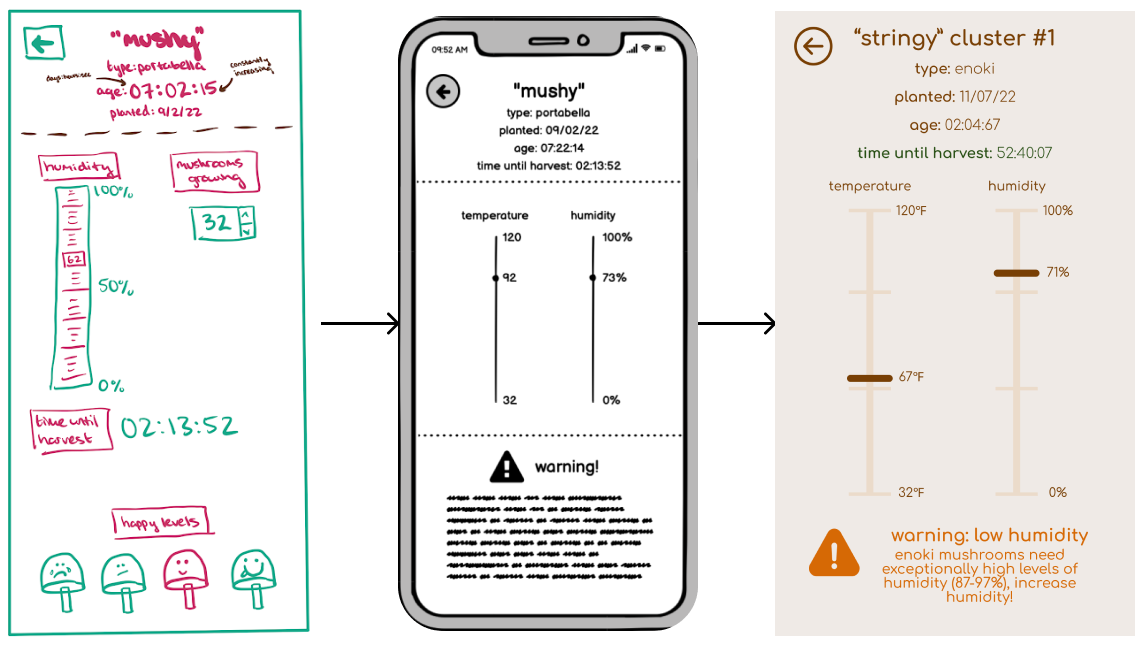 "mushy"
type: portabella
days:hours:sec
constantly
increasing
age: 07:02:15
planted: 9/2/22
humidity
100%
62
50%
0%
mushrooms
growing
32
time until
harvest
02:13:52
happy levels
09:52 AM
"mushy"
type: portabella
planted: 09/02/22
age: 07:22:14
time until harvest: 02:13:52
temperature
humidity
120
100%
92
73%
32
0%
warning!
“stringy” cluster #1
type: enoki
planted: 11/07/22
age: 02:04:67
time until harvest: 52:40:07
temperature
humidity
120°F
100%
71%
67°F
32°F
0%
warning: low humidity
enoki mushrooms need
exceptionally high levels of
humidity (87-97%), increase
humidity!